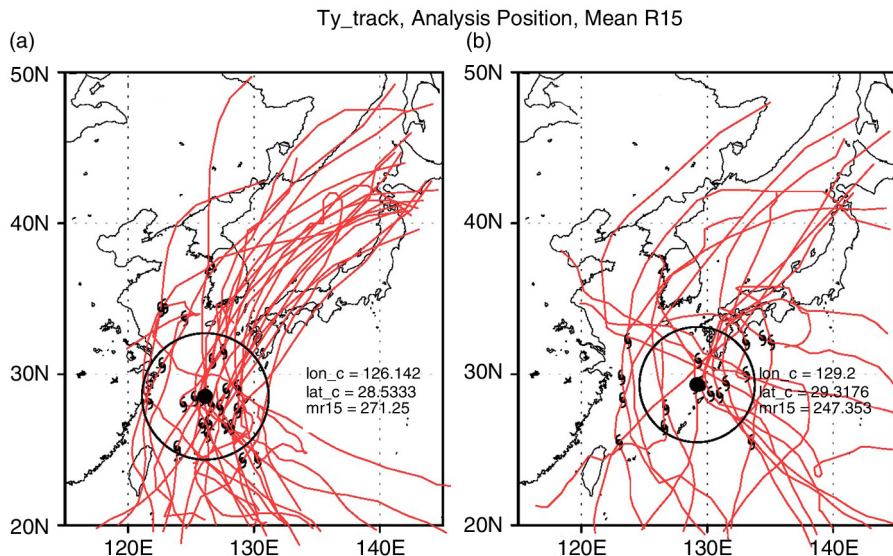 Ty_track, Analysis Position, Mean R15
(a)
50N
40N
30N
20N
120E 130E 140E
lon_c = 126.142
lat_c = 28.5333
mr15 = 271.25
(b)
50N
40N
30N
20N
120E 130E 140E
lon_c = 129.2
lat_c = 29.3176
mr15 = 247.353